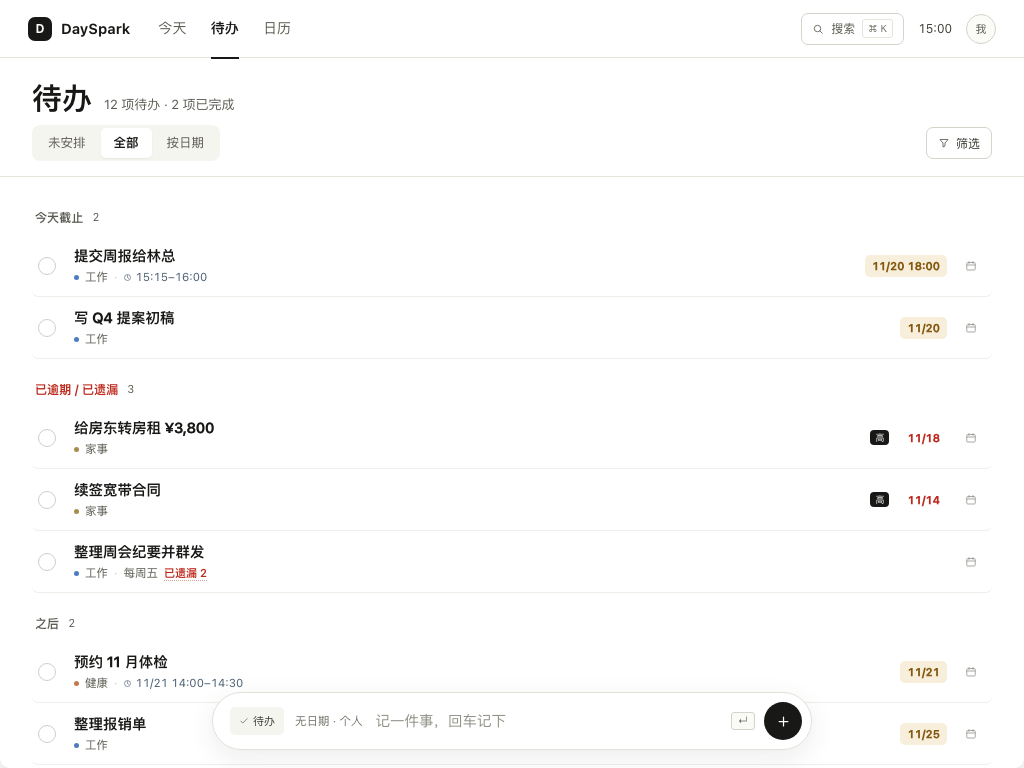 D DaySpark 今天 待办 日历 搜索 ⌘ K 15:00 我
待办 12 项待办 · 2 项已完成
未安排 全部 按日期 筛选
今天截止 2
提交周报给林总
工作 · 15:15–16:00 11/20 18:00
写 Q4 提案初稿
工作 11/20
已逾期 / 已遗漏 3
给房东转房租 ¥3,800
家事 高 11/18
续签宽带合同
家事 高 11/14
整理周会纪要并群发
工作 · 每周五 已遗漏 2
之后 2
预约 11 月体检
健康 · 11/21 14:00–14:30 11/21
整理报销单
工作 11/25
待办 无日期 · 个人 记一件事，回车记下